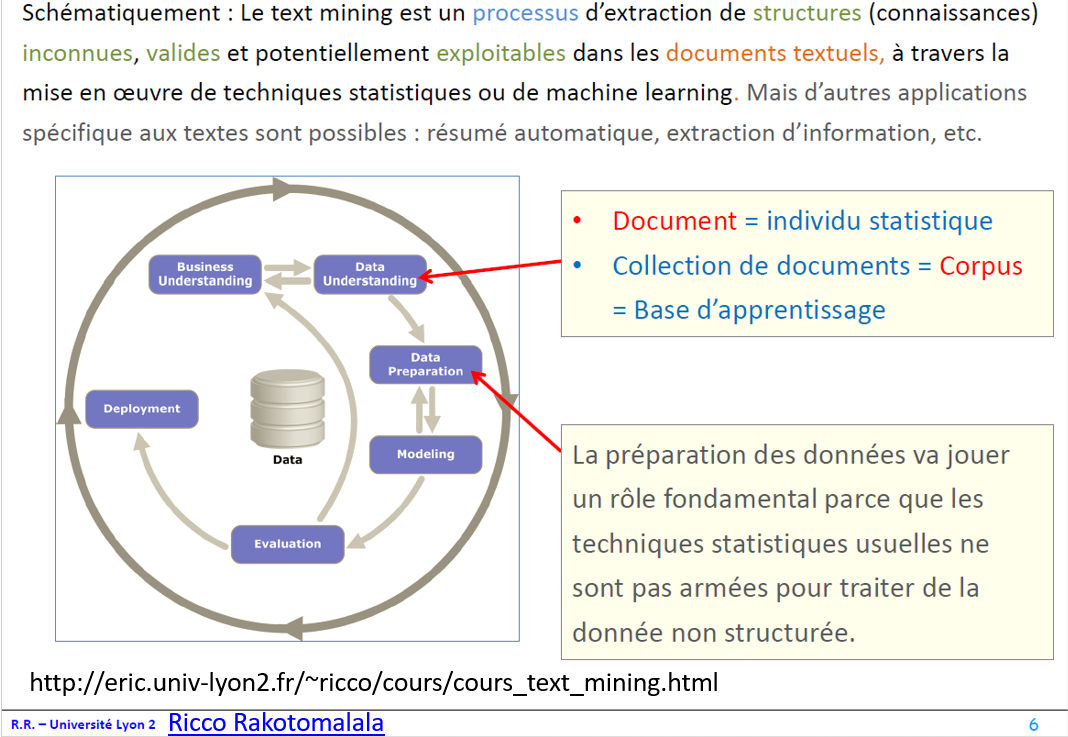 Schématiquement : Le text mining est un processus d’extraction de structures (connaissances)
inconnues, valides et potentiellement exploitables dans les documents textuels, à travers la
mise en œuvre de techniques statistiques ou de machine learning. Mais d’autres applications
spécifique aux textes sont possibles : résumé automatique, extraction d’information, etc.
Business
Understanding
Data
Understanding
Data
Preparation
Modeling
Evaluation
Deployment
Data
• Document = individu statistique
• Collection de documents = Corpus
= Base d’apprentissage
La préparation des données va jouer
un rôle fondamental parce que les
techniques statistiques usuelles ne
sont pas armées pour traiter de la
donnée non structurée.
http://eric.univ-lyon2.fr/~ricco/cours/cours_text_mining.html
R.R. – Université Lyon 2 Ricco Rakotomalala 6